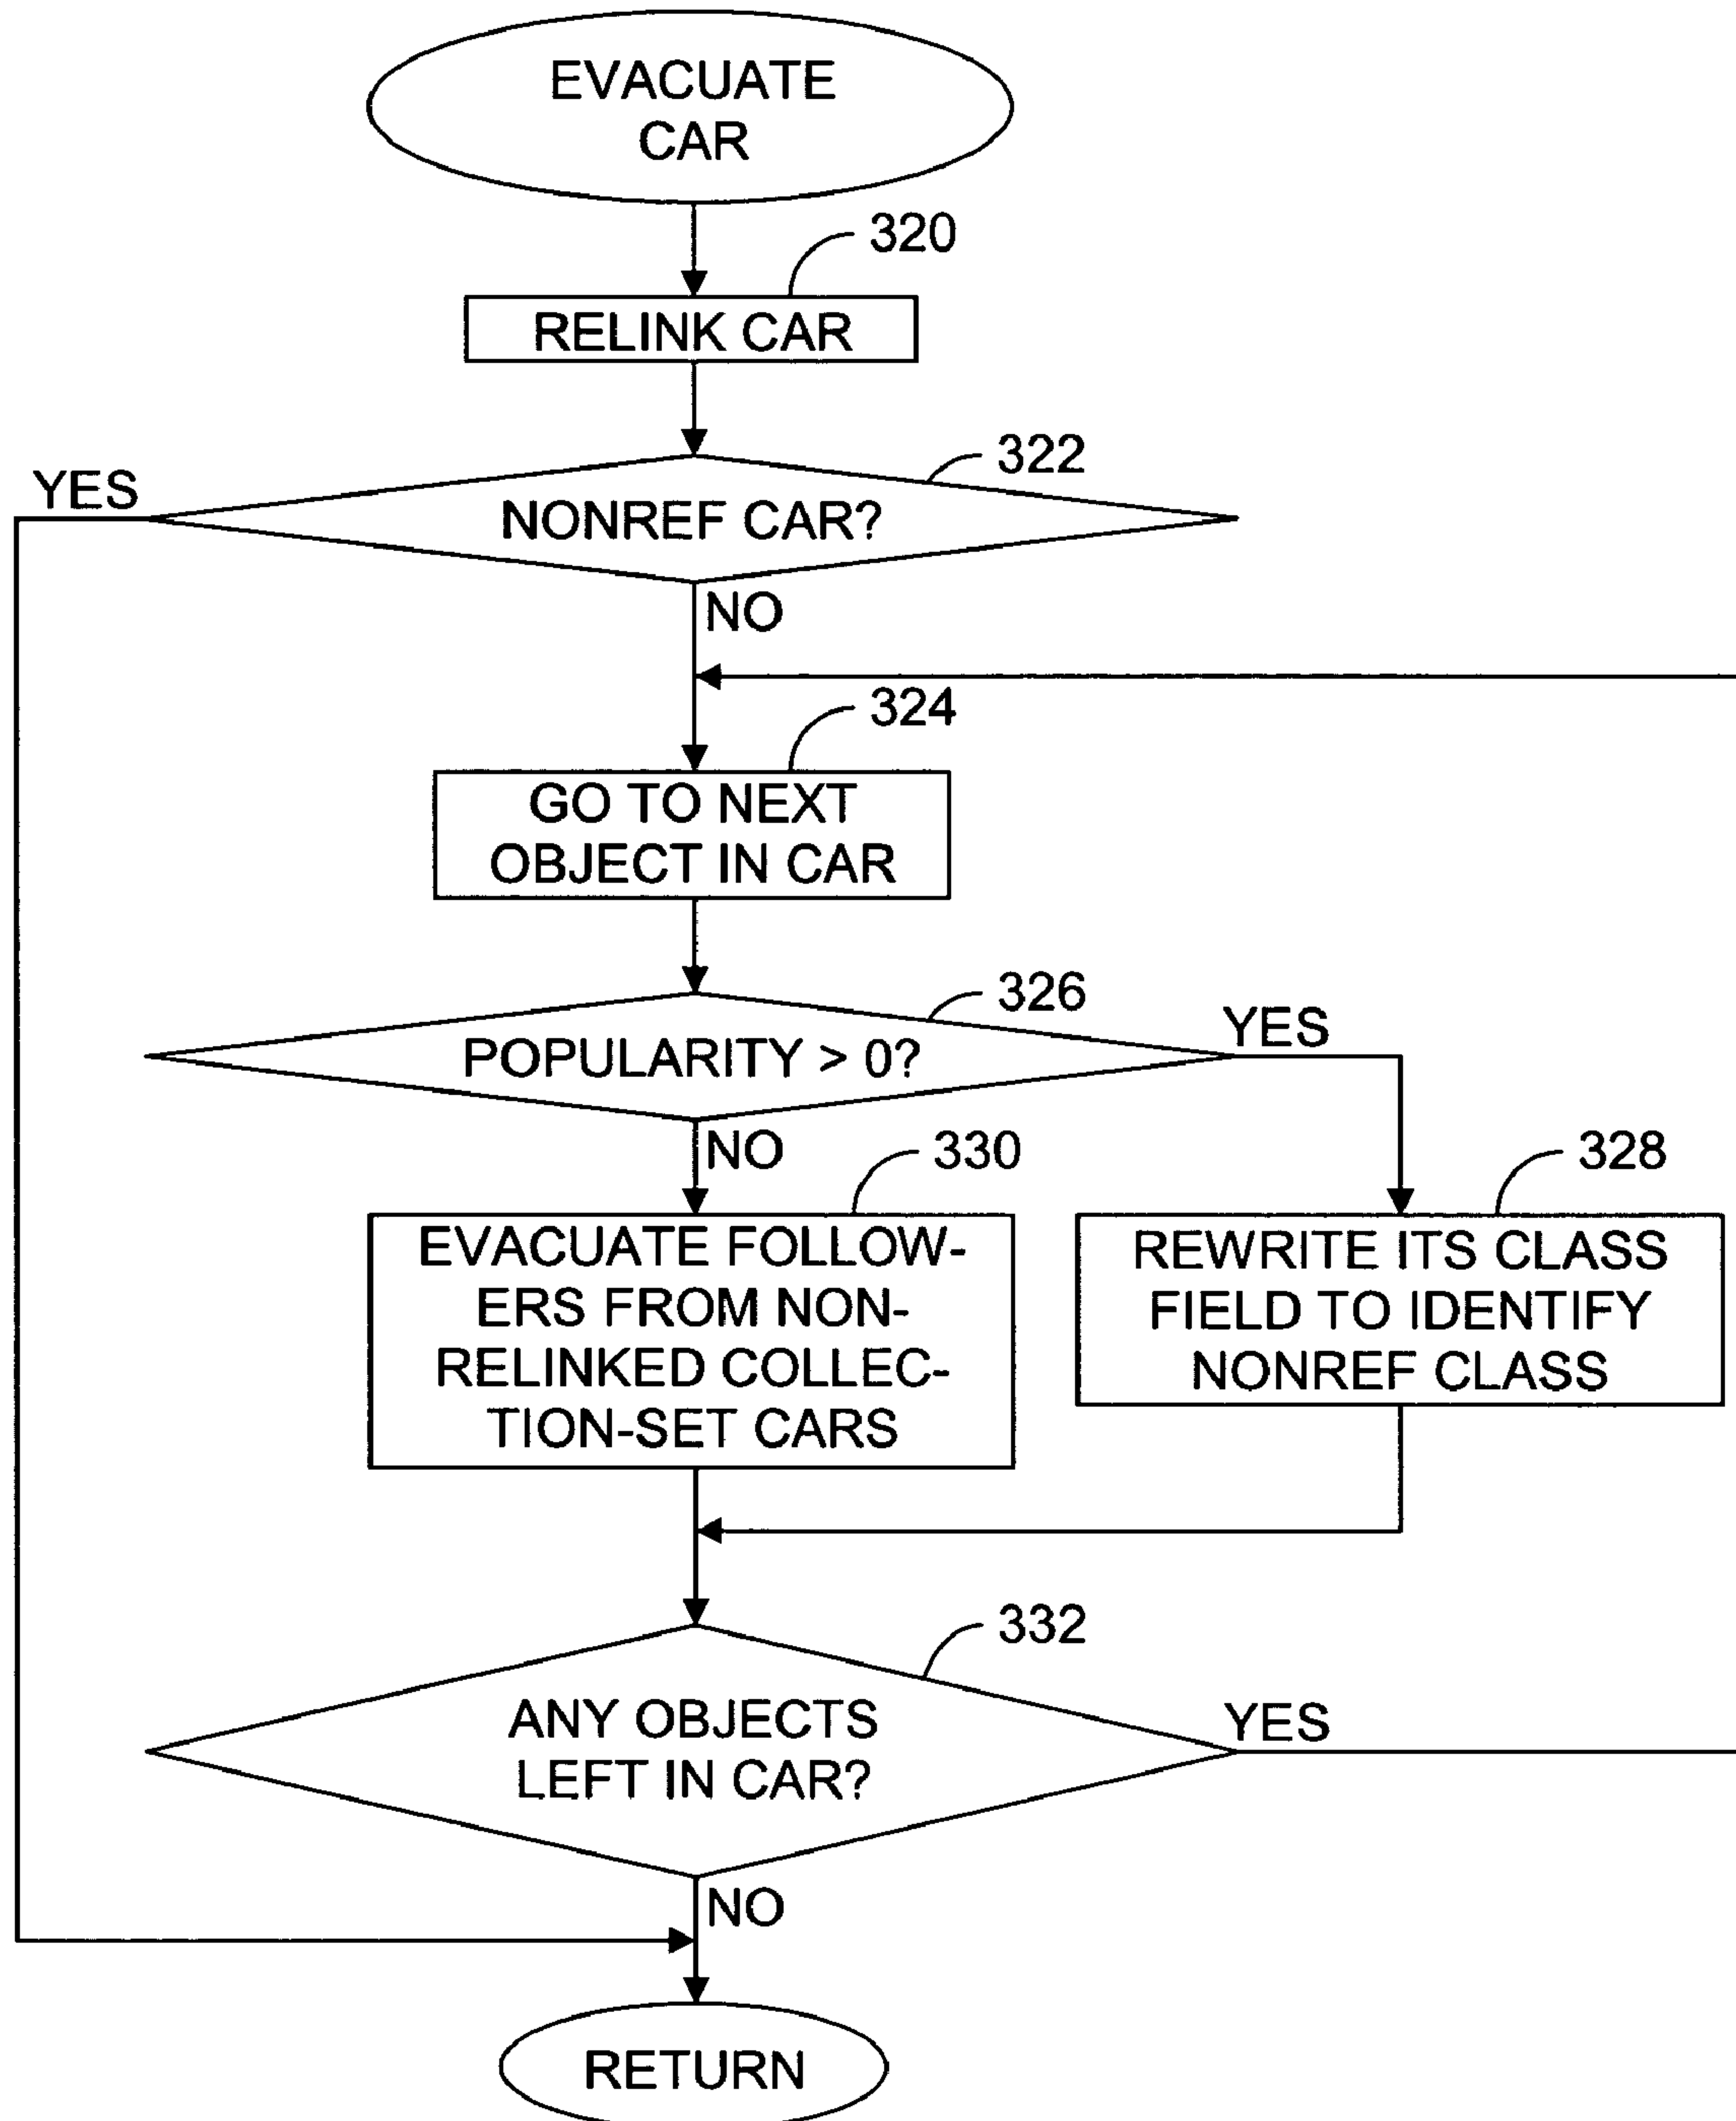 EVACUATE
CAR
320
RELINK CAR
322
YES
NONREF CAR?
NO
324
GO TO NEXT
OBJECT IN CAR
326
YES
POPULARITY > 0?
NO
330
328
EVACUATE FOLLOW-
ERS FROM NON-
RELINKED COLLEC-
TION-SET CARS
REWRITE ITS CLASS
FIELD TO IDENTIFY
NONREF CLASS
332
ANY OBJECTS
LEFT IN CAR?
YES
NO
RETURN